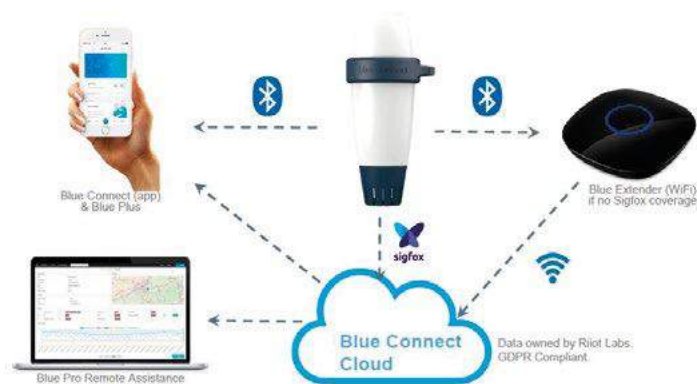 Blue Connect (app)
& Blue Plus
Blue Extender (WiFi)
if no Sigfox coverage
sigfox
Blue Connect
Cloud
Data owned by Riiot Labs.
GDPR Compliant.
Blue Pro Remote Assistance